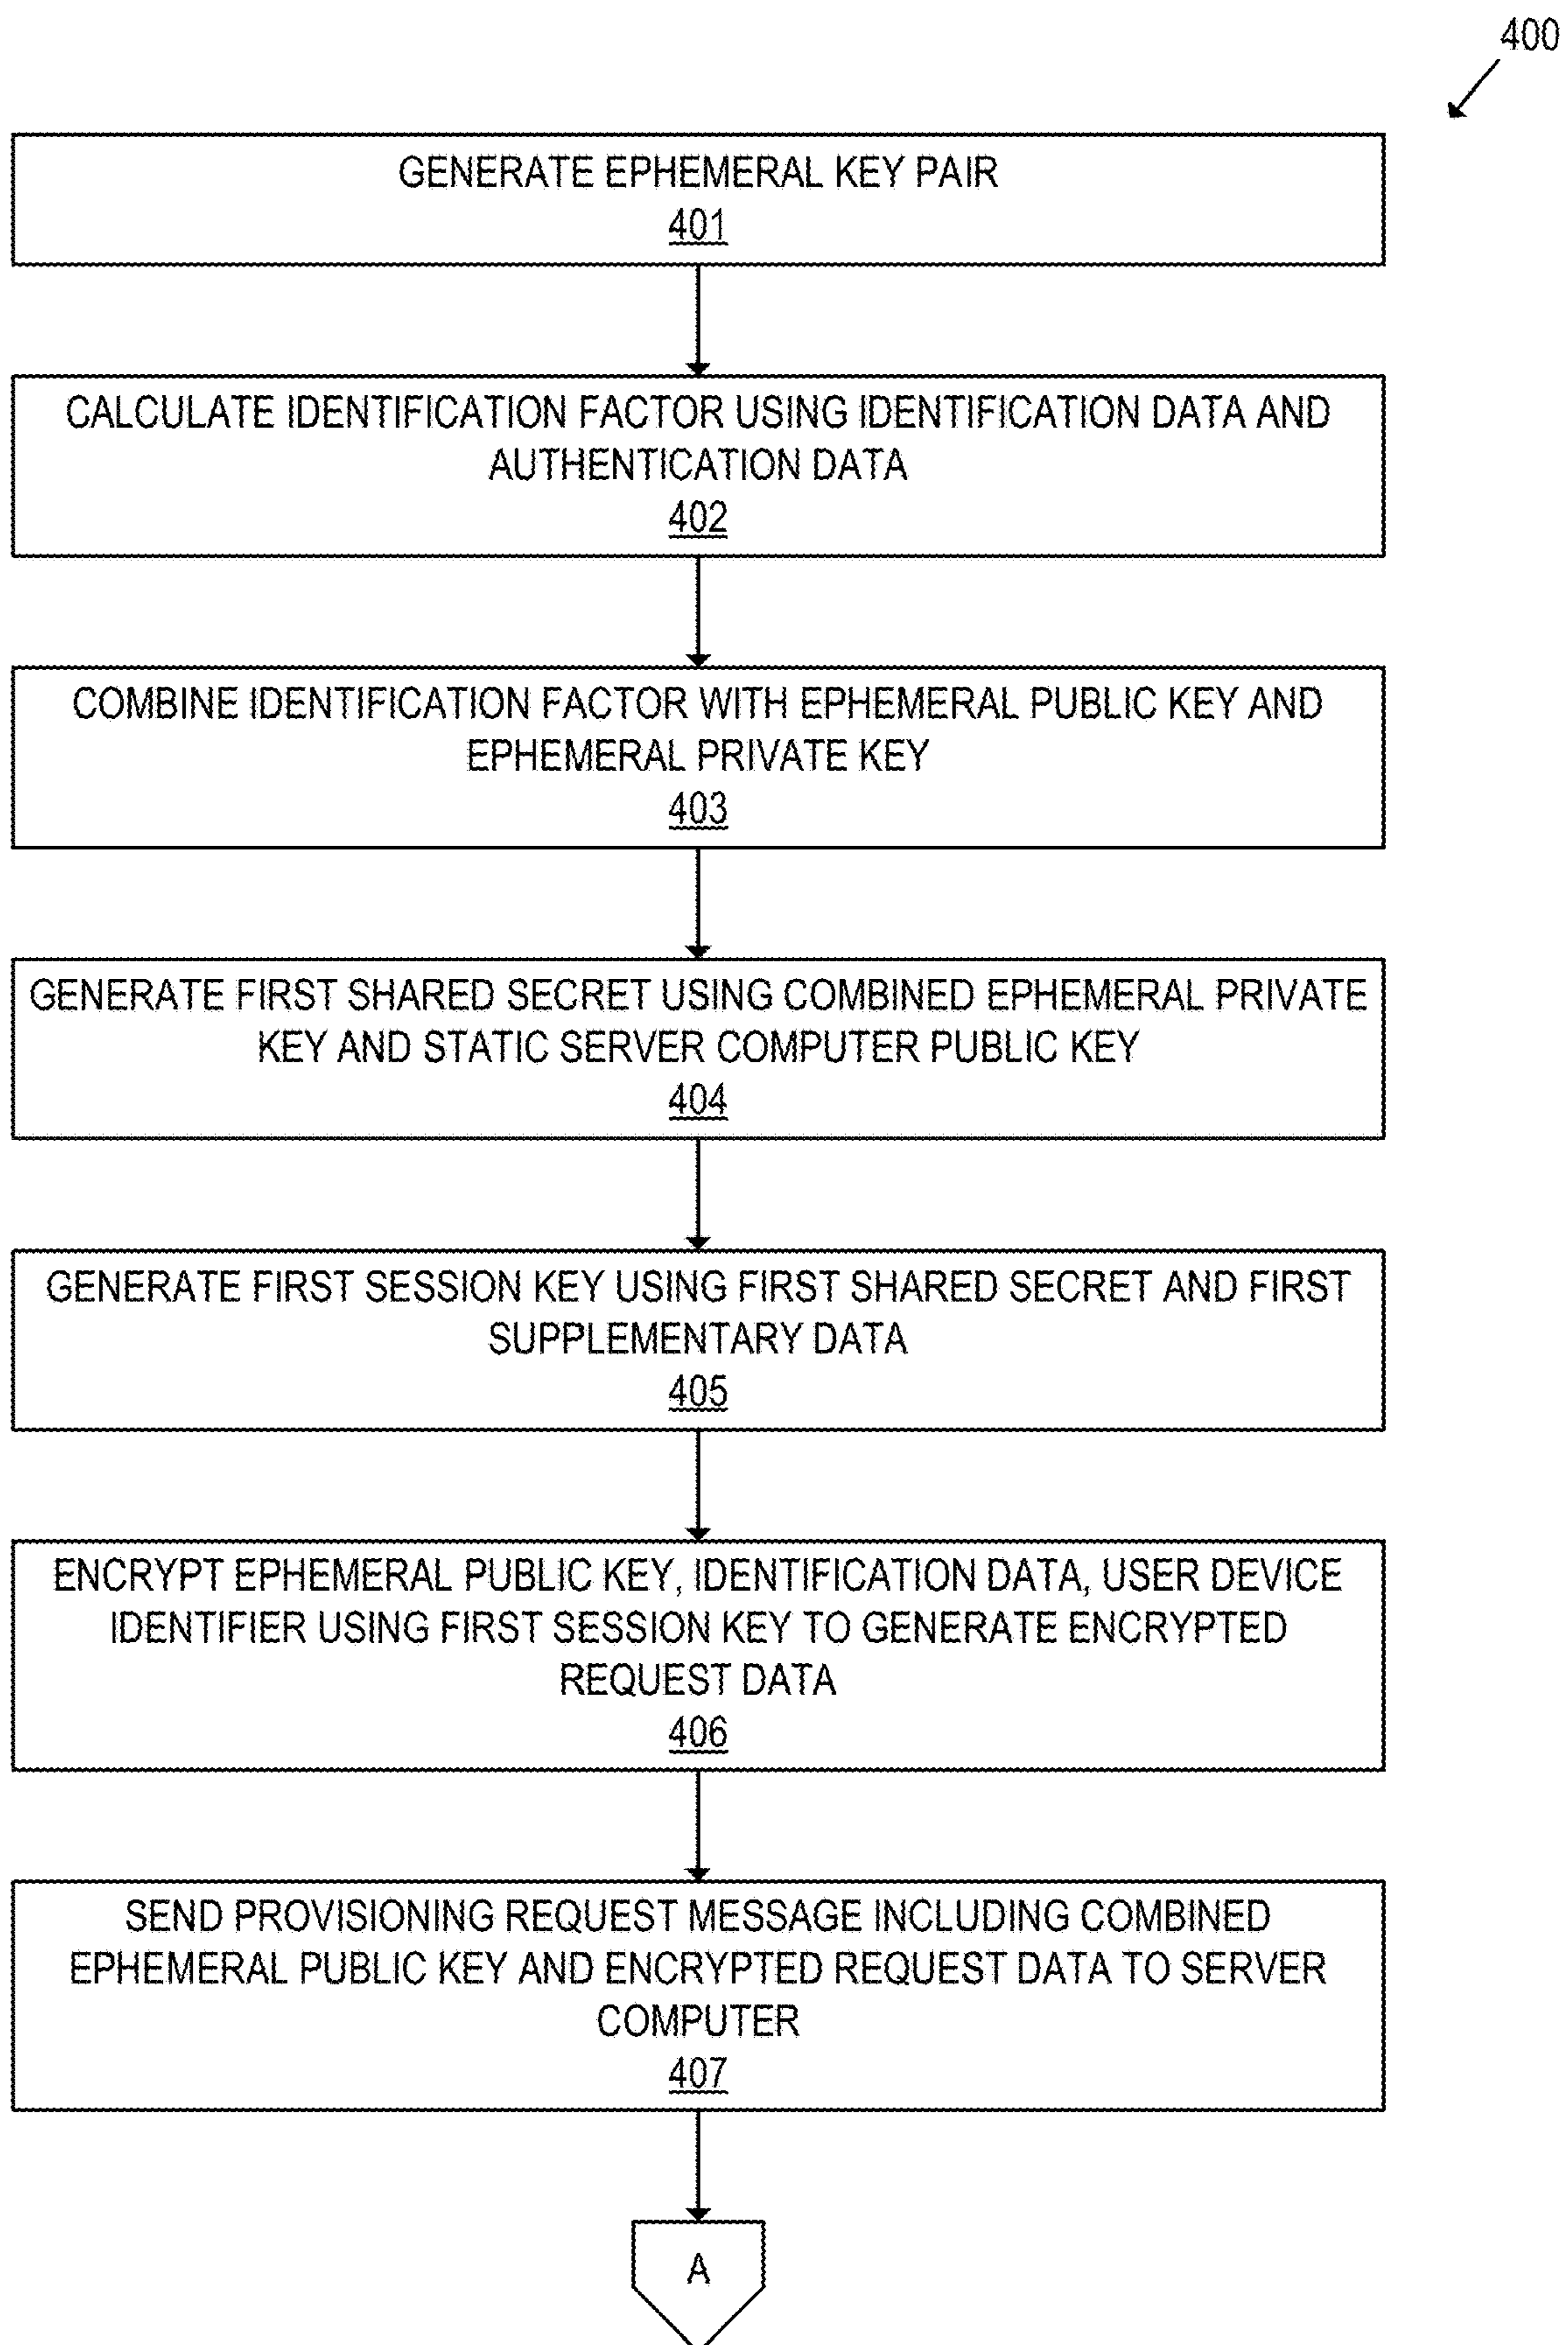 400
GENERATE EPHEMERAL KEY PAIR
401
CALCULATE IDENTIFICATION FACTOR USING IDENTIFICATION DATA AND
AUTHENTICATION DATA
402
COMBINE IDENTIFICATION FACTOR WITH EPHEMERAL PUBLIC KEY AND
EPHEMERAL PRIVATE KEY
403
GENERATE FIRST SHARED SECRET USING COMBINED EPHEMERAL PRIVATE
KEY AND STATIC SERVER COMPUTER PUBLIC KEY
404
GENERATE FIRST SESSION KEY USING FIRST SHARED SECRET AND FIRST
SUPPLEMENTARY DATA
405
ENCRYPT EPHEMERAL PUBLIC KEY, IDENTIFICATION DATA, USER DEVICE
IDENTIFIER USING FIRST SESSION KEY TO GENERATE ENCRYPTED
REQUEST DATA
406
SEND PROVISIONING REQUEST MESSAGE INCLUDING COMBINED
EPHEMERAL PUBLIC KEY AND ENCRYPTED REQUEST DATA TO SERVER
COMPUTER
407
A